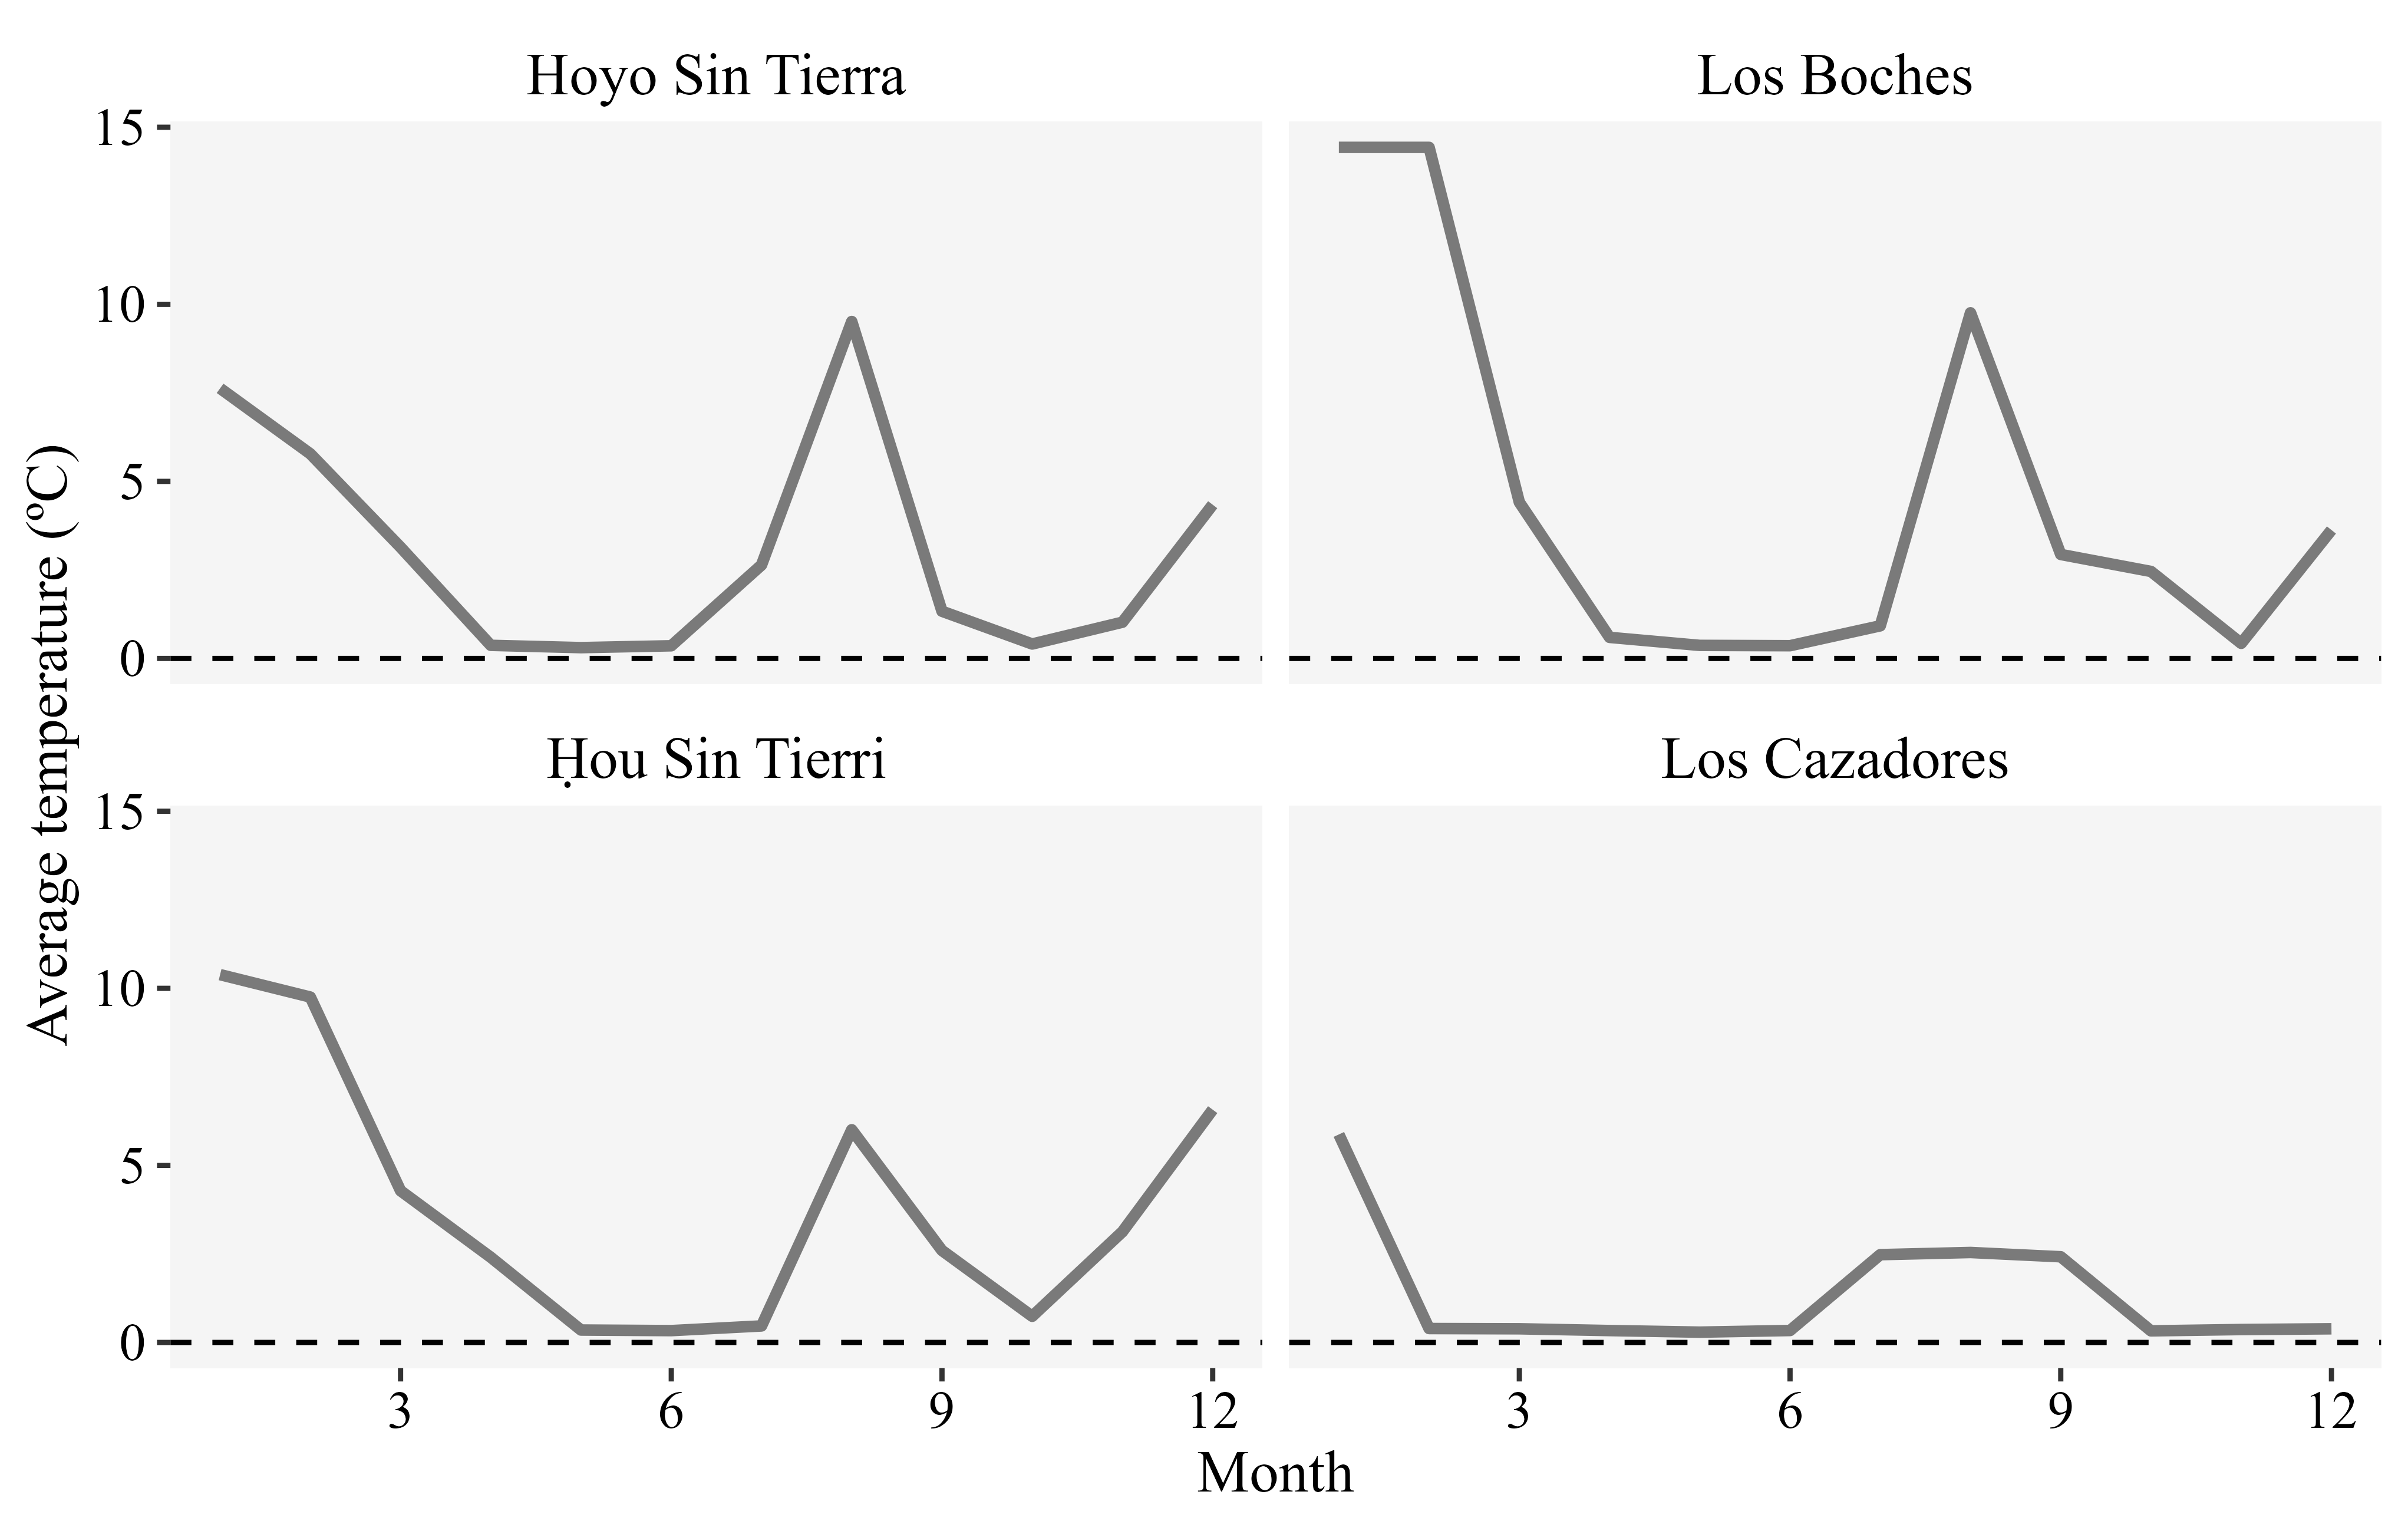 Hoyo Sin Tierra
Los Boches
15
10
5
0
Average temperature (ºC)
Ḥou Sin Tierri
Los Cazadores
15
10
5
0
3 6 9 12
3 6 9 12
Month